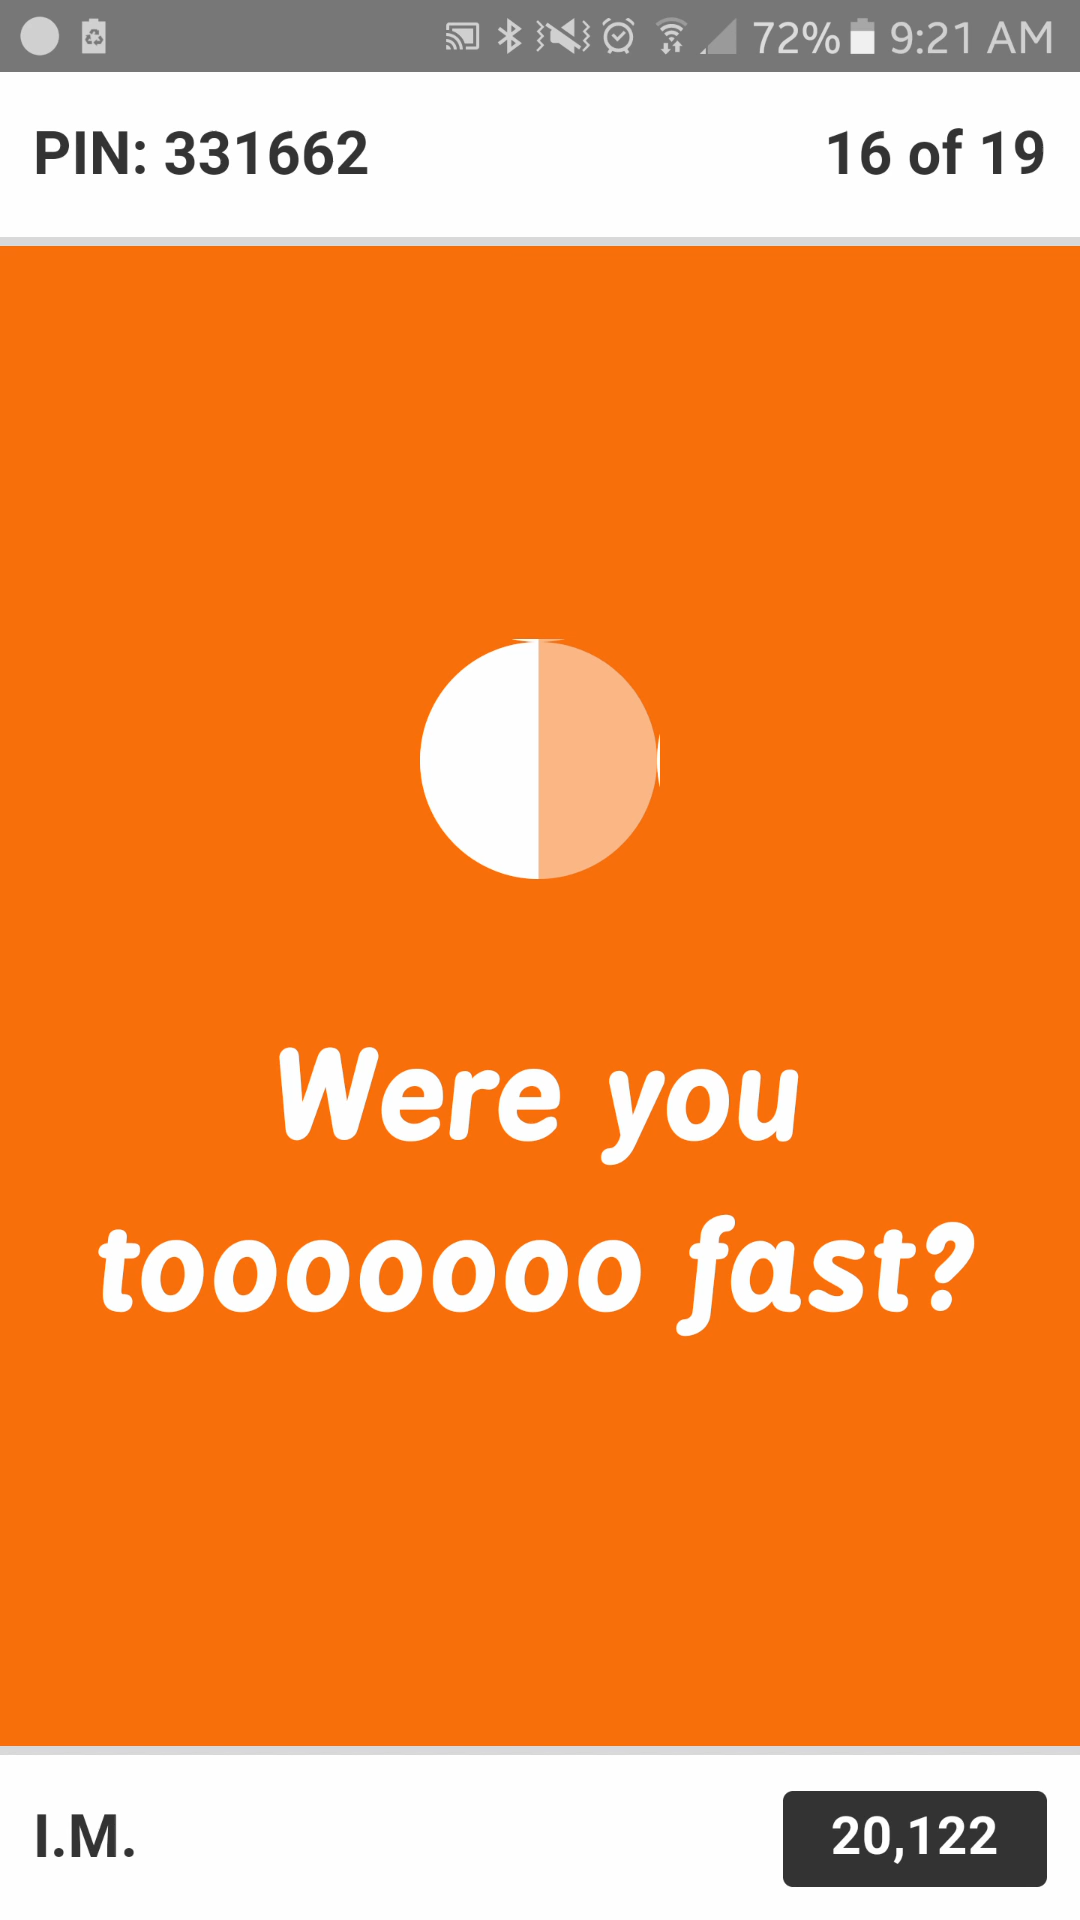 72% 9:21 AM
PIN: 331662 16 of 19
Were you
tooooooo fast?
I.M. 20,122